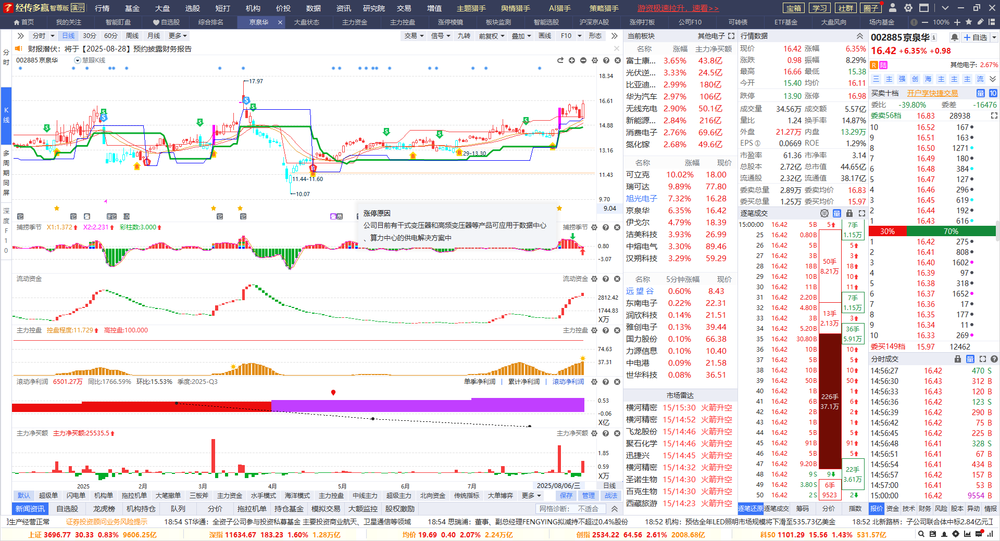 经传多赢 智尊版 演示 行情 基金 大盘 选股 短打 机构 价投 数据 资讯 研究院 交易 增值 主题猎手 舆情猎手 AI猎手 策略猎手 游资极速拉升，速看>> 宝箱 学习 社群 圈子
首页 我的关注 智能盯盘 自选股 综合排名 京泉华 × 大盘状态 主力资金 主力控盘 涨停棱镜 板块监测 智能选股 沪深京A股 涨停打板 公司F10 可转债 ETF基金 大盘风向 场内基金 100%
分时 日线 30分 60分 周线 月线 更多 交易 信号 九转 前复权 叠加 画线 F10 形态
财报潜伏：将于【2025-08-28】预约披露财务报告
002885 京泉华 慧眼K线
分时
K线
多周期同屏
深度F10
18.34
16.61
14.88
13.16
11.43
9.70
9.04
17.97
.29-13.30
11.44-11.60
10.07
涨停原因
公司目前有干式变压器和高频变压器等产品可应用于数据中心
、算力中心的供电解决方案中
捕捞季节 X1:1.372 X2:2.231 彩柱数:3.000 捕捞季节
0.80
-3.07
流动资金 流动资金
2812.42
1744.83
X万
主力控盘 控盘程度:11.729 高控盘:100.000 主力控盘
74.63
37.31
滚动净利润 6501.27万 同比:1766.59% 环比:15.53% 季度:2025-Q3 单季净利润 | 累计净利润 | 滚动净利润
0.53
-0.06
X亿
主力净买额 主力净买额:25535.5 主力净买额
1.85
0.59
X万
2025 2月 3月 4月 5月 6月 7月 2025/08/06/三 日线
默认 超级单 闪电单 机构单 拖拉机单 大笔撤单 三板斧 主力资金 水手模式 海洋模式 主力控盘 中线主力 超级主力 北向资金 传统指标 大单博弈 更多 保存 管理 战法
新闻资讯 自选股 龙虎榜 机构持仓 队列 分价 拖拉机单 持仓基金 模拟交易 大额监控 股权激励 网格诊断： 不适合
当前板块 其他电子
名称 涨幅 主力净买额
富士康... 3.65% 43.8亿
光伏逆... 3.33% 24.5亿
比亚迪... 2.99% 180亿
华为汽车 2.97% 106亿
无线充电 2.90% 50.1亿
新能源... 2.84% 216亿
消费电子 2.76% 69.6亿
氮化镓 2.68% 49.6亿
名称 涨幅 现价
可立克 10.02% 18.00
瑞可达 9.89% 77.80
旭光电子 7.32% 16.28
京泉华 6.35% 16.42
伊戈尔 4.79% 18.39
洁美科技 3.93% 26.99
中熔电气 3.30% 89.46
汉朔科技 3.29% 59.29
名称 5分钟涨幅 现价
远 望 谷 0.60% 8.43
东南电子 0.22% 22.31
润欣科技 0.14% 21.51
雅创电子 0.13% 39.44
国力股份 0.10% 66.38
力源信息 0.10% 10.40
中电港 0.09% 21.58
世华科技 0.08% 36.51
市场雷达
横河精密 15/15:30 火箭升空
横河精密 15/14:52 火箭升空
飞龙股份 15/14:46 火箭升空
聚石化学 15/14:46 火箭升空
迅捷兴 15/14:45 火箭升空
横河精密 15/14:32 火箭升空
圣诺生物 15/14:30 火箭升空
百克生物 15/14:30 火箭升空
西藏旅游 15/14:23 火箭升空
行情数据
现价 16.42 涨幅 6.35%
涨跌 0.98 振幅 8.29%
最高 16.66 最低 15.38
今开 15.40 均价 16.11
跌停 13.90 涨停 16.98
成交量 34.56万 成交额 5.57亿
量比 1.24 换手率 14.87%
外盘 21.27万 内盘 13.29万
EPS① 0.0669 ROE 1.29%
市盈率 61.36 市净率 3.14
总股本 2.72亿 总市值 44.65亿
流通股 2.32亿 流通值 38.17亿
委卖总量 2.89万 委卖均价 16.83
委买总量 1.25万 委买均价 15.97
逐笔成交 量
15:00:00 16.42 5B 5
25 16.42 0.80B
26 16.42 5B
27 16.42 3B
28 16.42 18B
29 16.42 10B
30 16.42 11B
31 16.42 2.20B
32 16.42 4.80B
33 16.42 3B
34 16.42 5.20B
35 16.42 30.80B
36 16.42 10B
37 16.42 5B
38 16.42 10B
39 16.42 50B
40 16.42 1B
41 16.42 6B
42 16.42 2B
43 16.42 1B
44 16.42 5B
45 16.42 91B
46 16.42 5B
47 16.42 9.20B
48 16.42 9S 9
49 16.42 3.80S
50 16.42 2S
50手
8.21万
13手
2.13万
226手
37.1万
6手
9523
7手
1.15万
5
3
18
10
11
7手
1.15万
3
36手
5.91万
10
5
10
50
1
6
2
1
5
91
5
22手
3.61万
2
逐笔还原 逐笔成交 筹码 分价 指数
002885 京泉华 自选
16.42 +6.35% +0.98
R 陆 其他电子: 2.67%
三 主 强 创 海 主 主 主 流
买卖十档 开户享快捷交易 量 10
委比 -39.80% 委差 -16476
委卖56档 16.83 28938
10 16.52 167
9 16.51 163
8 16.50 1271
7 16.49 180
6 16.48 384
5 16.47 127
4 16.46 296
3 16.45 619
2 16.44 192
1 16.43 616
30% 70%
1 16.42 275
2 16.41 808
3 16.40 1602
4 16.39 97
5 16.38 318
6 16.37 1652
7 16.36 17
8 16.35 177
9 16.34 11
10 16.33 269
委买149档 15.97 12462
分时成交 量
14:56:27 16.42 470 S
14:56:30 16.43 312 B
14:56:33 16.43 120 B
14:56:36 16.42 123 S
14:56:39 16.42 290 B
14:56:42 16.42 75 B
14:56:45 16.42 225 B
14:56:48 16.41 328 S
14:56:51 16.41 67 B
14:56:54 16.41 434 B
14:56:57 16.42 157 B
14:57:00 16.41 53 B
15:00:00 16.42 9554 B
报价 资金 技术 财务 风险 股本 异动 情报
生产经营正常 证券投资顾问业务风险提示 18:54 ST华通：全资子公司参与投资私募基金 主要投资商业航天、卫星通信等领域 18:54 思瑞浦：董事、副总经理FENGYING拟减持不超过0.4%股份 18:52 机构：预估全年LED照明市场规模将下滑至535.73亿美金 18:52 北新路桥：子公司联合体中标2.84亿元工
上证 3696.77 30.33 0.83% 9606.25亿 深指 11634.67 183.23 1.60% 1.28万亿 均价 19.69 0.40 2.07% 2.24万亿 创指 2534.22 64.56 2.61% 2008.68亿 科50 1101.29 15.56 1.43% 531.57亿